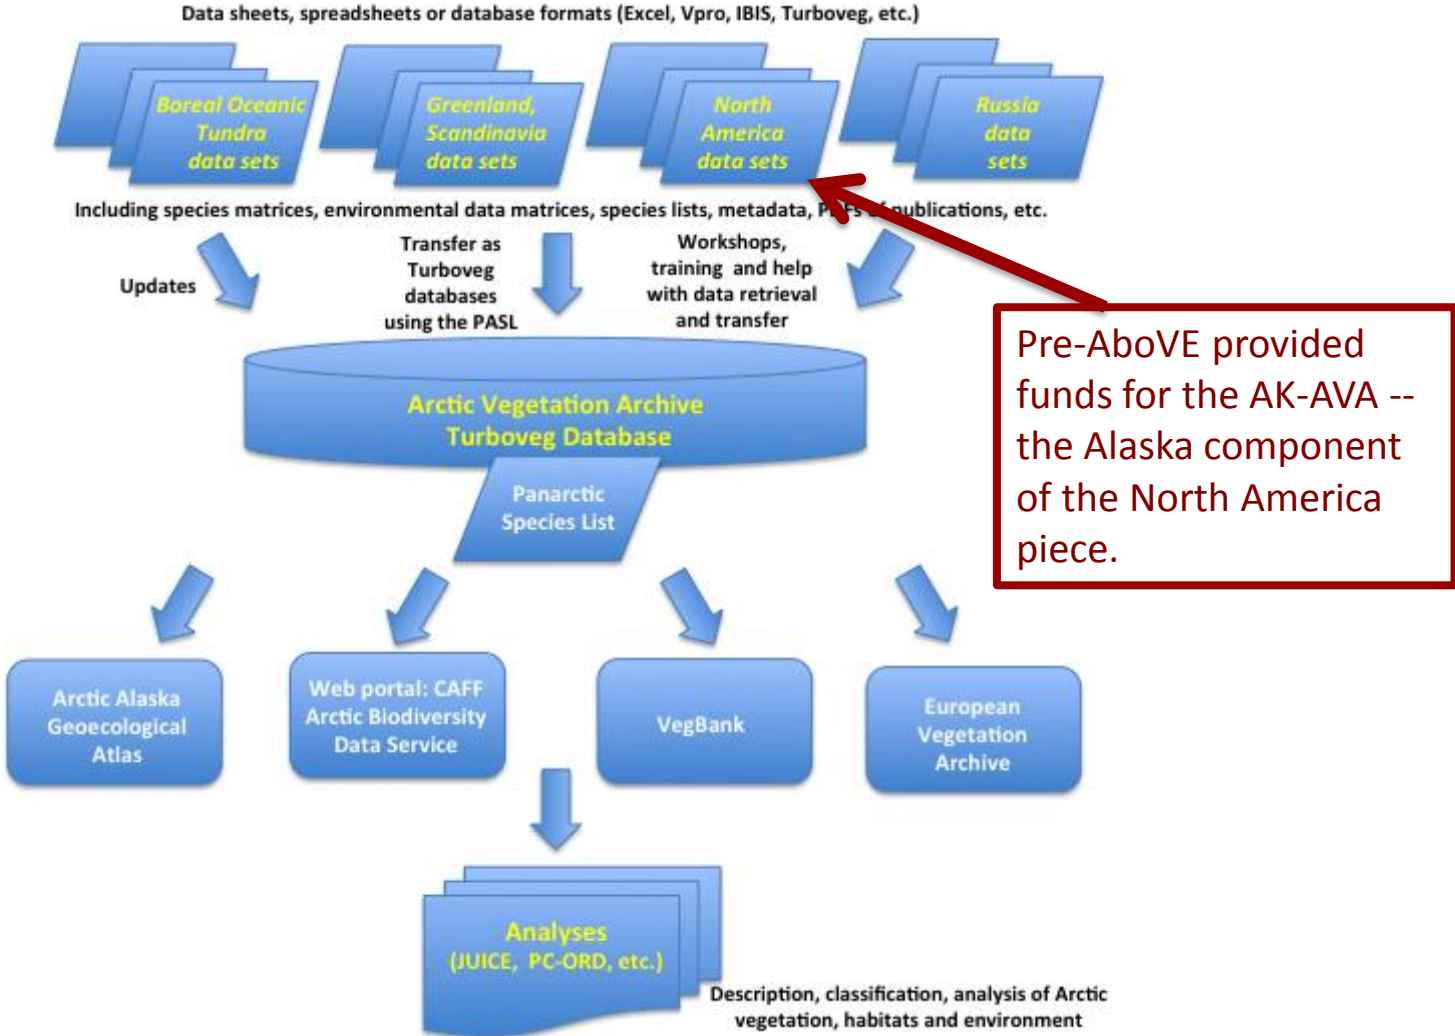 Data sheets, spreadsheets or database formats (Excel, Vpro, IBIS, Turboveg, etc.)
Boreal Oceanic
Tundra
data sets
Greenland,
Scandinavia
data sets
North
America
data sets
Russia
data
sets
Including species matrices, environmental data matrices, species lists, metadata, PDFs of publications, etc.
Updates
Transfer as
Turboveg
databases
using the PASL
Workshops,
training and help
with data retrieval
and transfer
Pre-AboVE provided
funds for the AK-AVA --
the Alaska component
of the North America
piece.
Arctic Vegetation Archive
Turboveg Database
Panarctic
Species List
Arctic Alaska
Geoecological
Atlas
Web portal: CAFF
Arctic Biodiversity
Data Service
VegBank
European
Vegetation
Archive
Analyses
(JUICE, PC-ORD, etc.)
Description, classification, analysis of Arctic
vegetation, habitats and environment